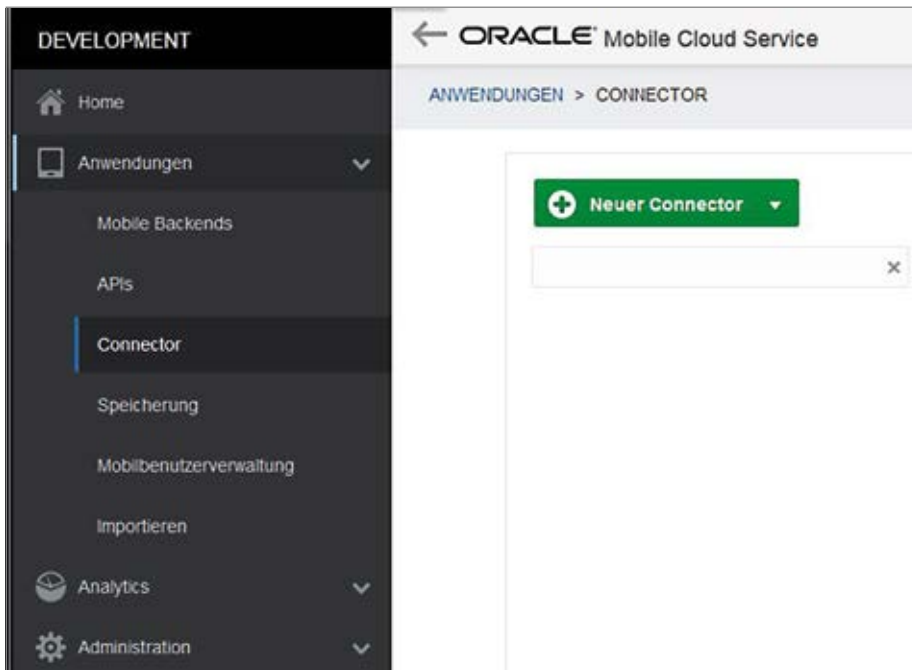 DEVELOPMENT
Home
Anwendungen
Mobile Backends
APIs
Connector
Speicherung
Mobilbenutzerverwaltung
Importieren
Analytics
Administration
ORACLE® Mobile Cloud Service
ANWENDUNGEN > CONNECTOR
Neuer Connector